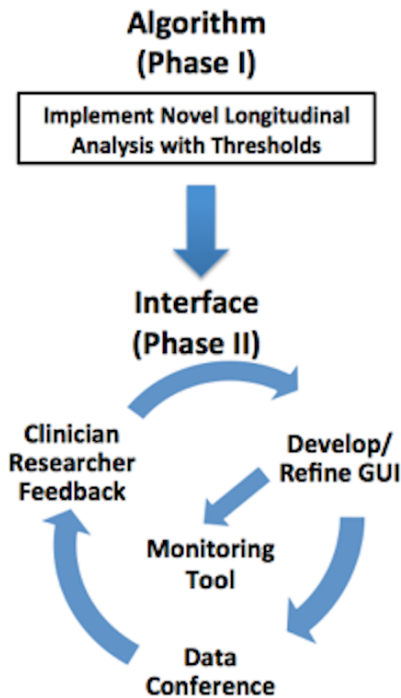 Algorithm
(Phase I)
Implement Novel Longitudinal
Analysis with Thresholds
Interface
(Phase II)
Clinician
Researcher
Feedback
Develop/
Refine GUI
Monitoring
Tool
Data
Conference